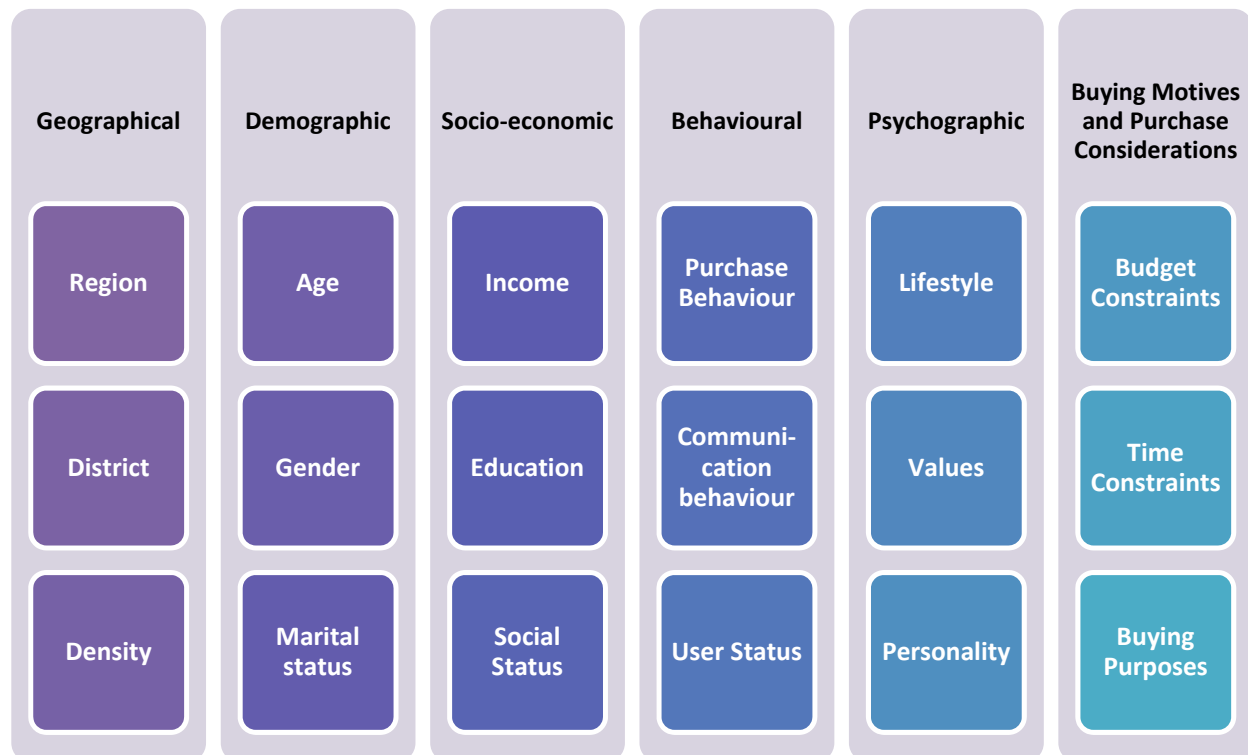 Geographical
Region
District
Density
Demographic
Age
Gender
Marital
status
Socio-economic
Income
Education
Social
Status
Behavioural
Purchase
Behaviour
Communi-
cation
behaviour
User Status
Psychographic
Lifestyle
Values
Personality
Buying Motives
and Purchase
Considerations
Budget
Constraints
Time
Constraints
Buying
Purposes